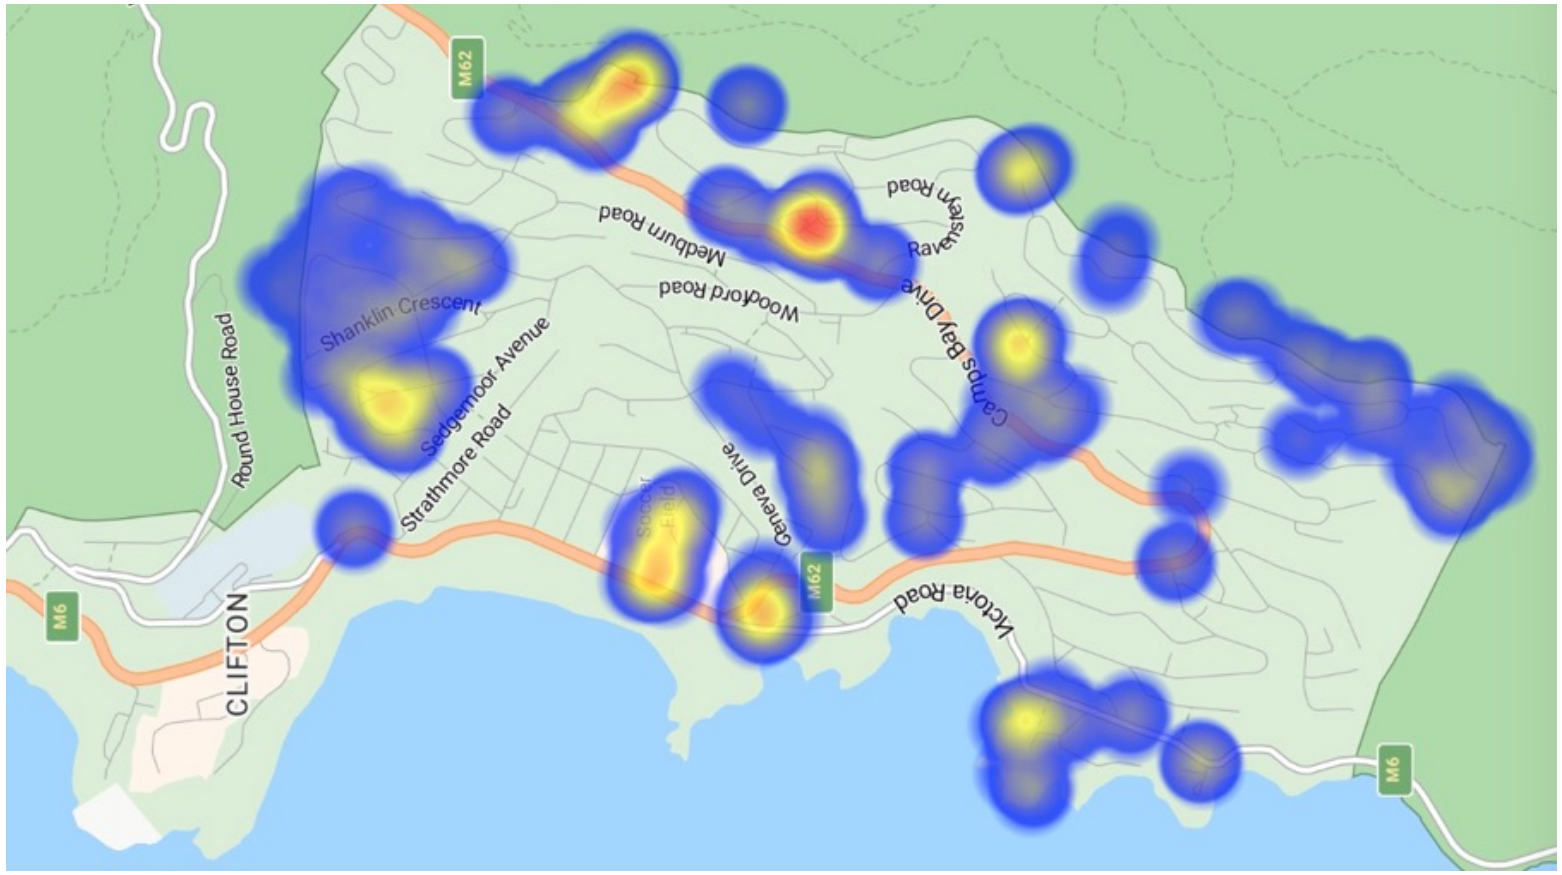 M62
Ravensleyn Road
Medburn Road
Woodford Road
Camps Bay Drive
Shanklin Crescent
Round House Road
Sedgemoor Avenue
Strathmore Road
Geneva Drive
Soccer
Field
M62
Victoria Road
M6
CLIFTON
M6